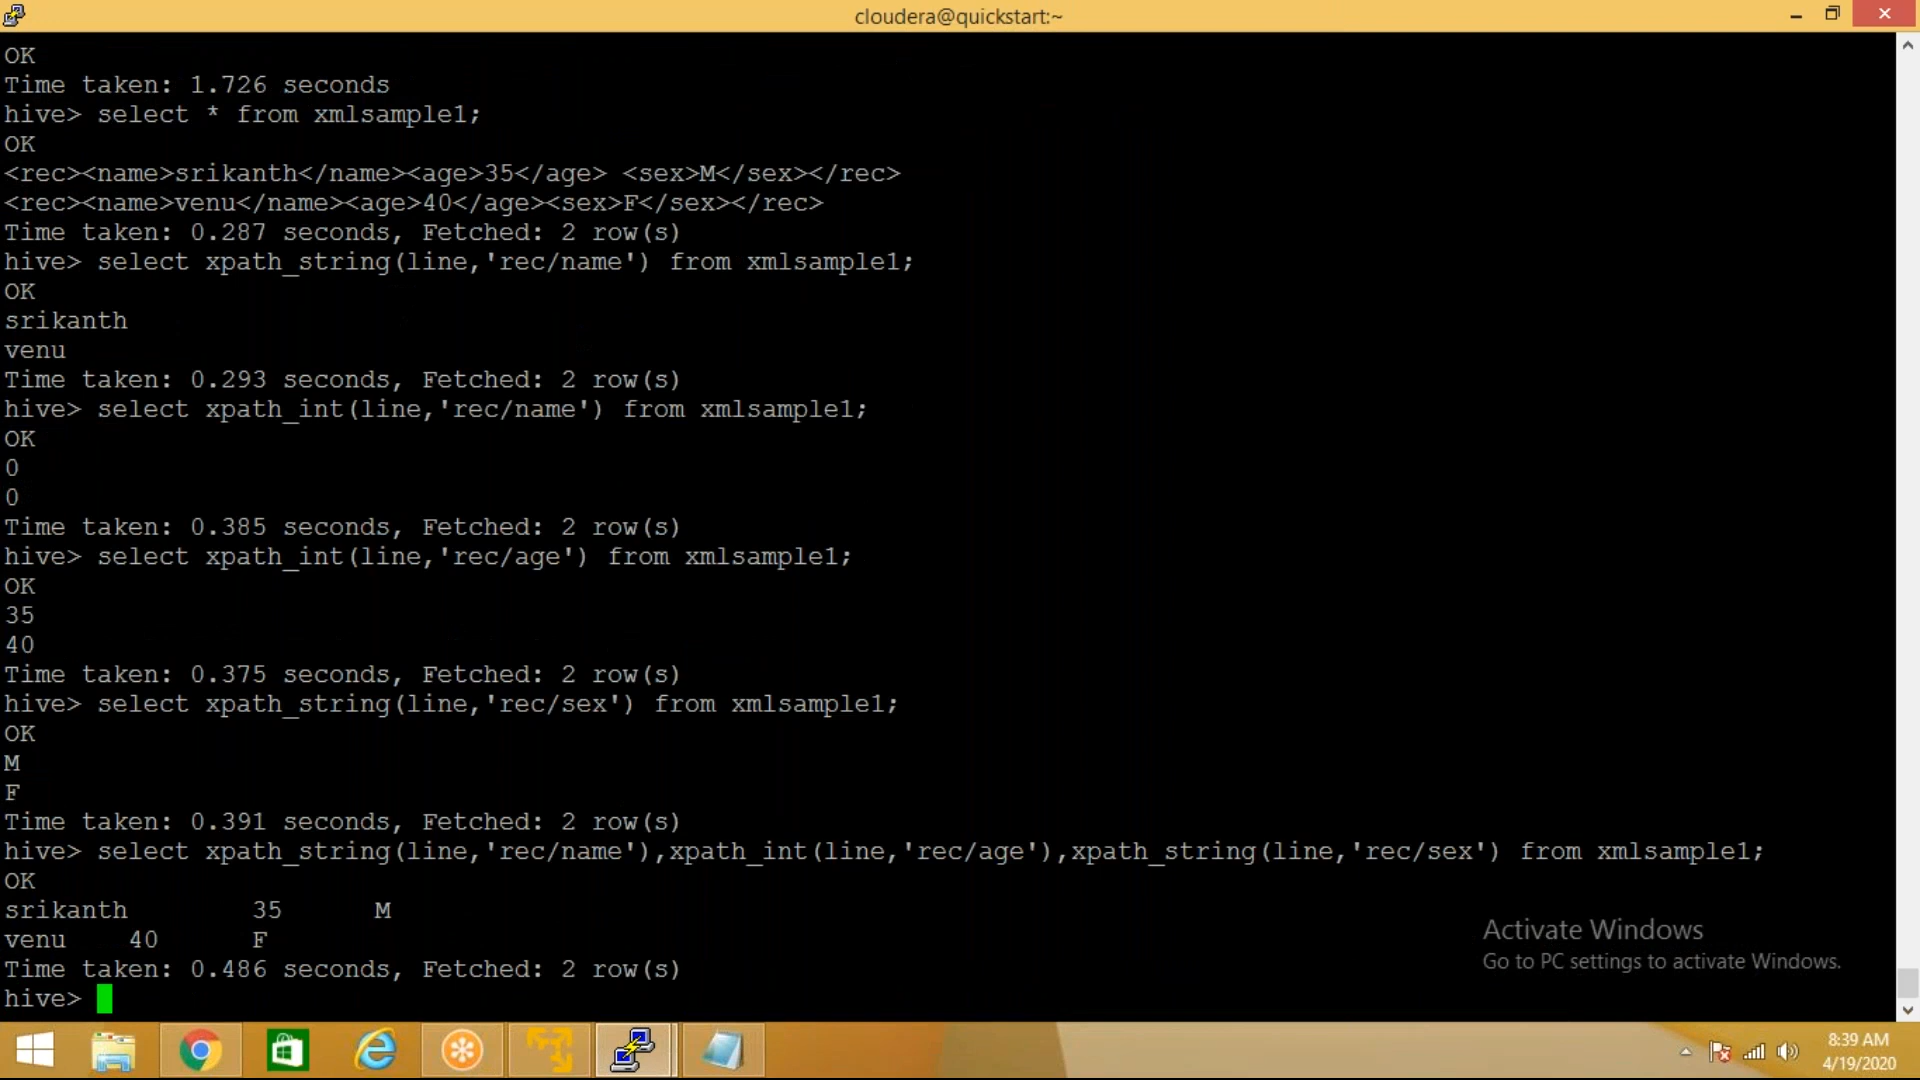 cloudera@quickstart:~
OK
Time taken: 1.726 seconds
hive> select * from xmlsample1;
OK
<rec><name>srikanth</name><age>35</age> <sex>M</sex></rec>
<rec><name>venu</name><age>40</age><sex>F</sex></rec>
Time taken: 0.287 seconds, Fetched: 2 row(s)
hive> select xpath_string(line,'rec/name') from xmlsample1;
OK
srikanth
venu
Time taken: 0.293 seconds, Fetched: 2 row(s)
hive> select xpath_int(line,'rec/name') from xmlsample1;
OK
0
0
Time taken: 0.385 seconds, Fetched: 2 row(s)
hive> select xpath_int(line,'rec/age') from xmlsample1;
OK
35
40
Time taken: 0.375 seconds, Fetched: 2 row(s)
hive> select xpath_string(line,'rec/sex') from xmlsample1;
OK
M
F
Time taken: 0.391 seconds, Fetched: 2 row(s)
hive> select xpath_string(line,'rec/name'),xpath_int(line,'rec/age'),xpath_string(line,'rec/sex') from xmlsample1;
OK
srikanth        35      M
venu    40      F
Time taken: 0.486 seconds, Fetched: 2 row(s)
hive>
Activate Windows
Go to PC settings to activate Windows.
8:39 AM
4/19/2020